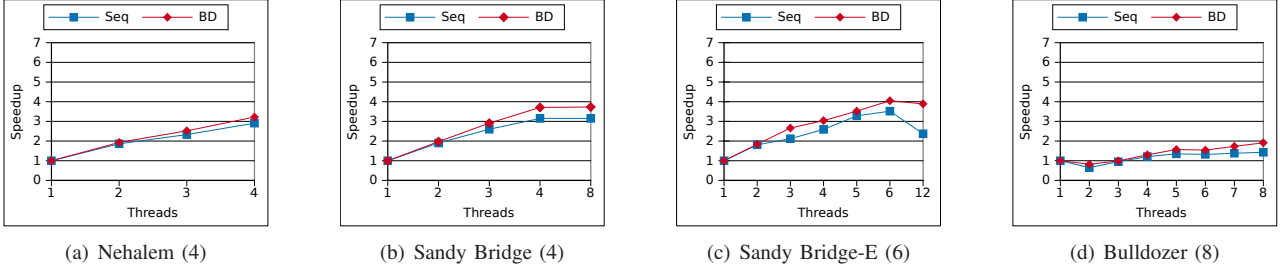 Seq BD
7
6
5
4
3
2
1
0
Speedup
1 2 3 4
Threads
(a) Nehalem (4)
Seq BD
7
6
5
4
3
2
1
0
Speedup
1 2 3 4 8
Threads
(b) Sandy Bridge (4)
Seq BD
7
6
5
4
3
2
1
0
Speedup
1 2 3 4 5 6 12
Threads
(c) Sandy Bridge-E (6)
Seq BD
7
6
5
4
3
2
1
0
Speedup
1 2 3 4 5 6 7 8
Threads
(d) Bulldozer (8)